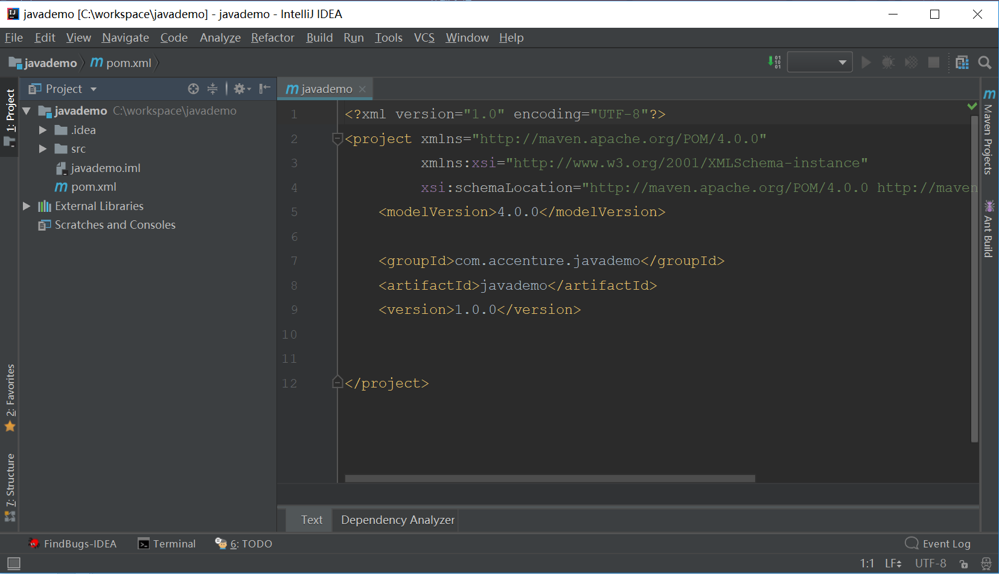 javademo [C:\workspace\javademo] - javademo - IntelliJ IDEA
File Edit View Navigate Code Analyze Refactor Build Run Tools VCS Window Help
javademo pom.xml
1: Project
Project
javademo C:\workspace\javademo
.idea
src
javademo.iml
pom.xml
External Libraries
Scratches and Consoles
2: Favorites
7: Structure
javademo
1 <?xml version="1.0" encoding="UTF-8"?>
2 <project xmlns="http://maven.apache.org/POM/4.0.0"
3 xmlns:xsi="http://www.w3.org/2001/XMLSchema-instance"
4 xsi:schemaLocation="http://maven.apache.org/POM/4.0.0 http://maven
5 <modelVersion>4.0.0</modelVersion>
6
7 <groupId>com.accenture.javademo</groupId>
8 <artifactId>javademo</artifactId>
9 <version>1.0.0</version>
10
11
12 </project>
Maven Projects
Ant Build
Text Dependency Analyzer
FindBugs-IDEA Terminal 6: TODO Event Log
1:1 LF UTF-8